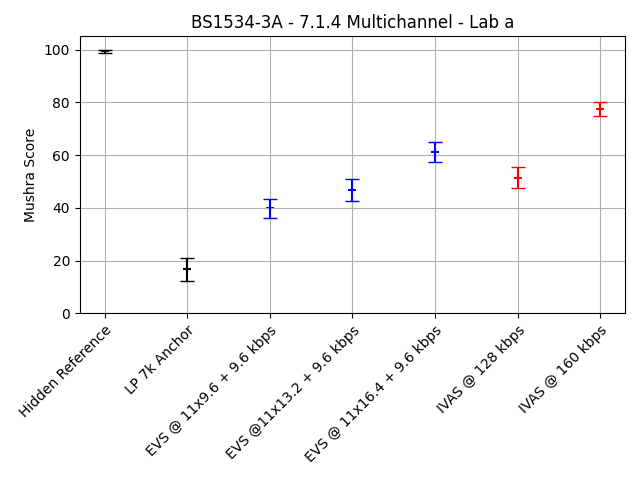 BS1534-3A - 7.1.4 Multichannel - Lab a
Mushra Score
100
80
60
40
20
0
Hidden Reference
LP 7k Anchor
EVS @ 11x9.6 + 9.6 kbps
EVS @11x13.2 + 9.6 kbps
EVS @ 11x16.4 + 9.6 kbps
IVAS @ 128 kbps
IVAS @ 160 kbps